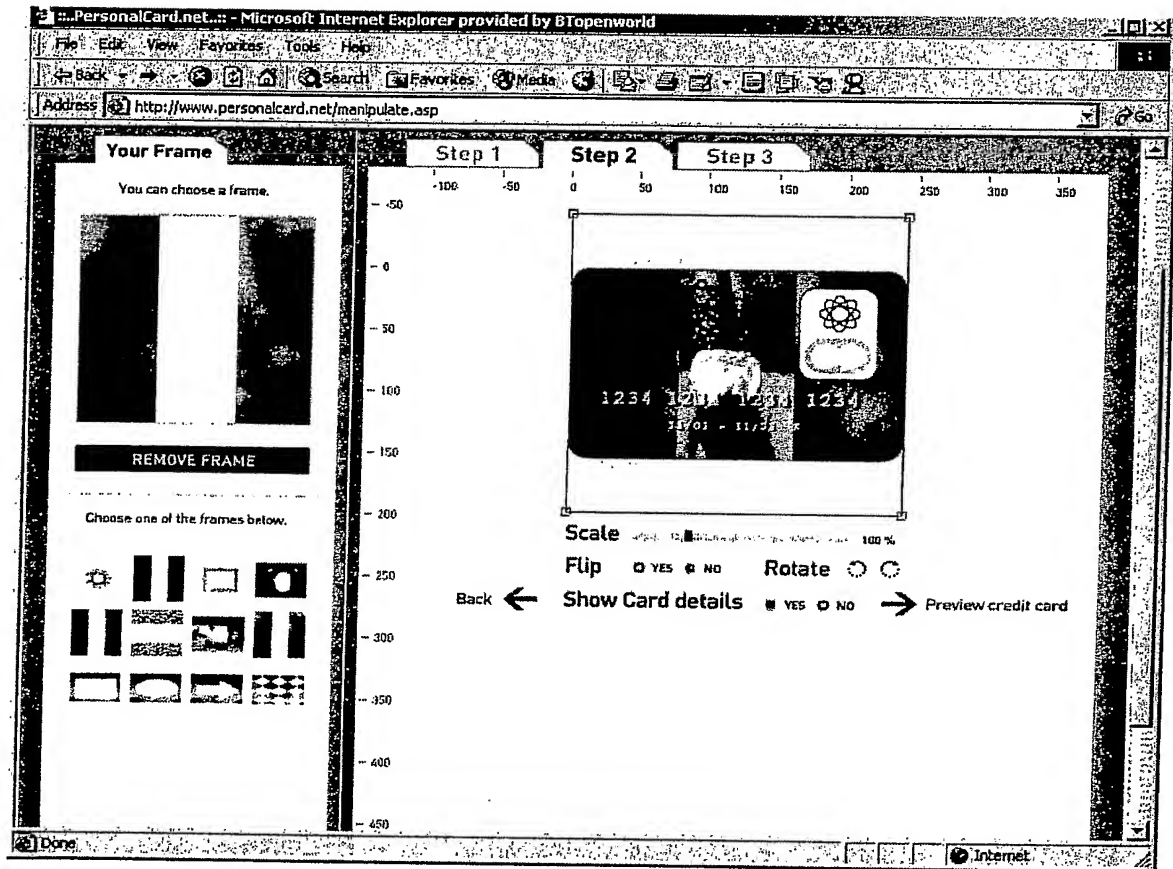 ::..PersonalCard.net..:: - Microsoft Internet Explorer provided by BTopenworld
File Edit View Favorites Tools Help
Back Search Favorites Media
Address http://www.personalcard.net/manipulate.asp Go
Your Frame Step 1 Step 2 Step 3
You can choose a frame.
-100 -50 0 50 100 150 200 250 300 350
-50
0
50
100
150
200
250
300
350
400
450
1234 1234 1234 1234
REMOVE FRAME
Choose one of the frames below.
Scale 100 %
Flip YES NO Rotate
Back Show Card details YES NO Preview credit card
Done Internet